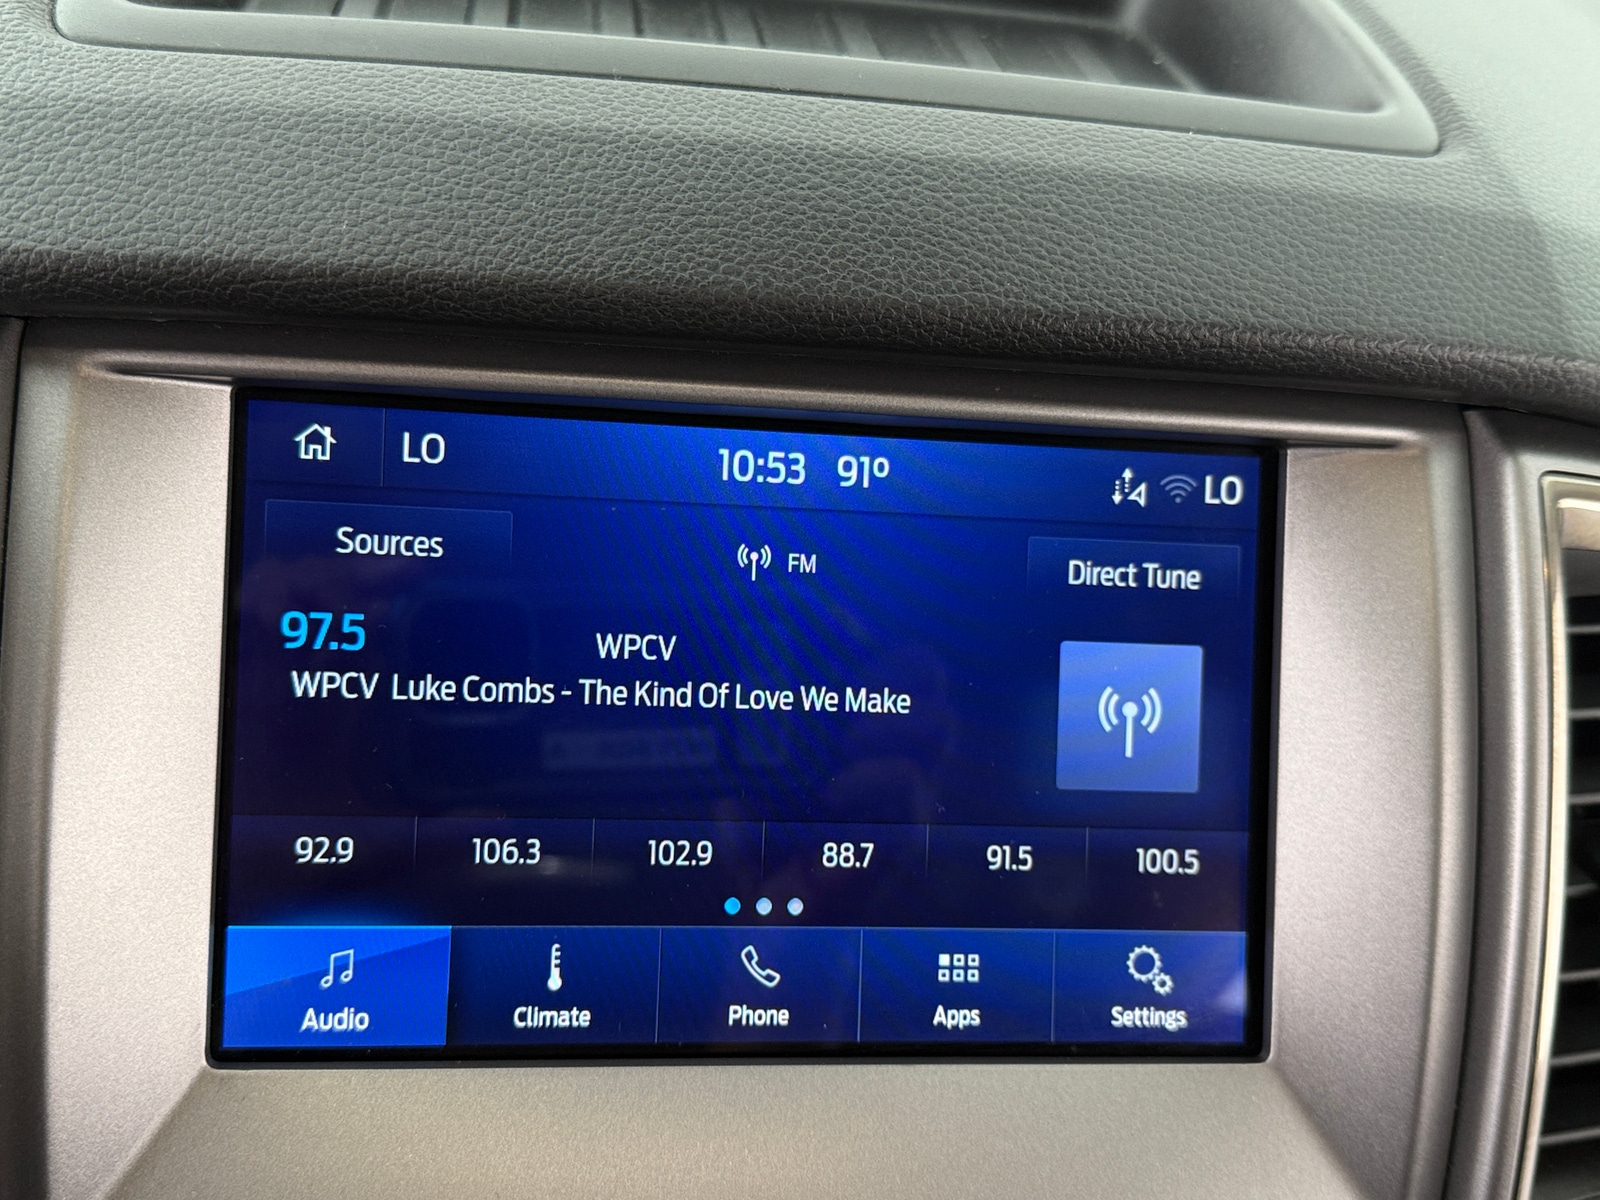 LO 10:53 91º LO
Sources FM Direct Tune
97.5 WPCV
WPCV Luke Combs - The Kind Of Love We Make
92.9 106.3 102.9 88.7 91.5 100.5
Audio Climate Phone Apps Settings